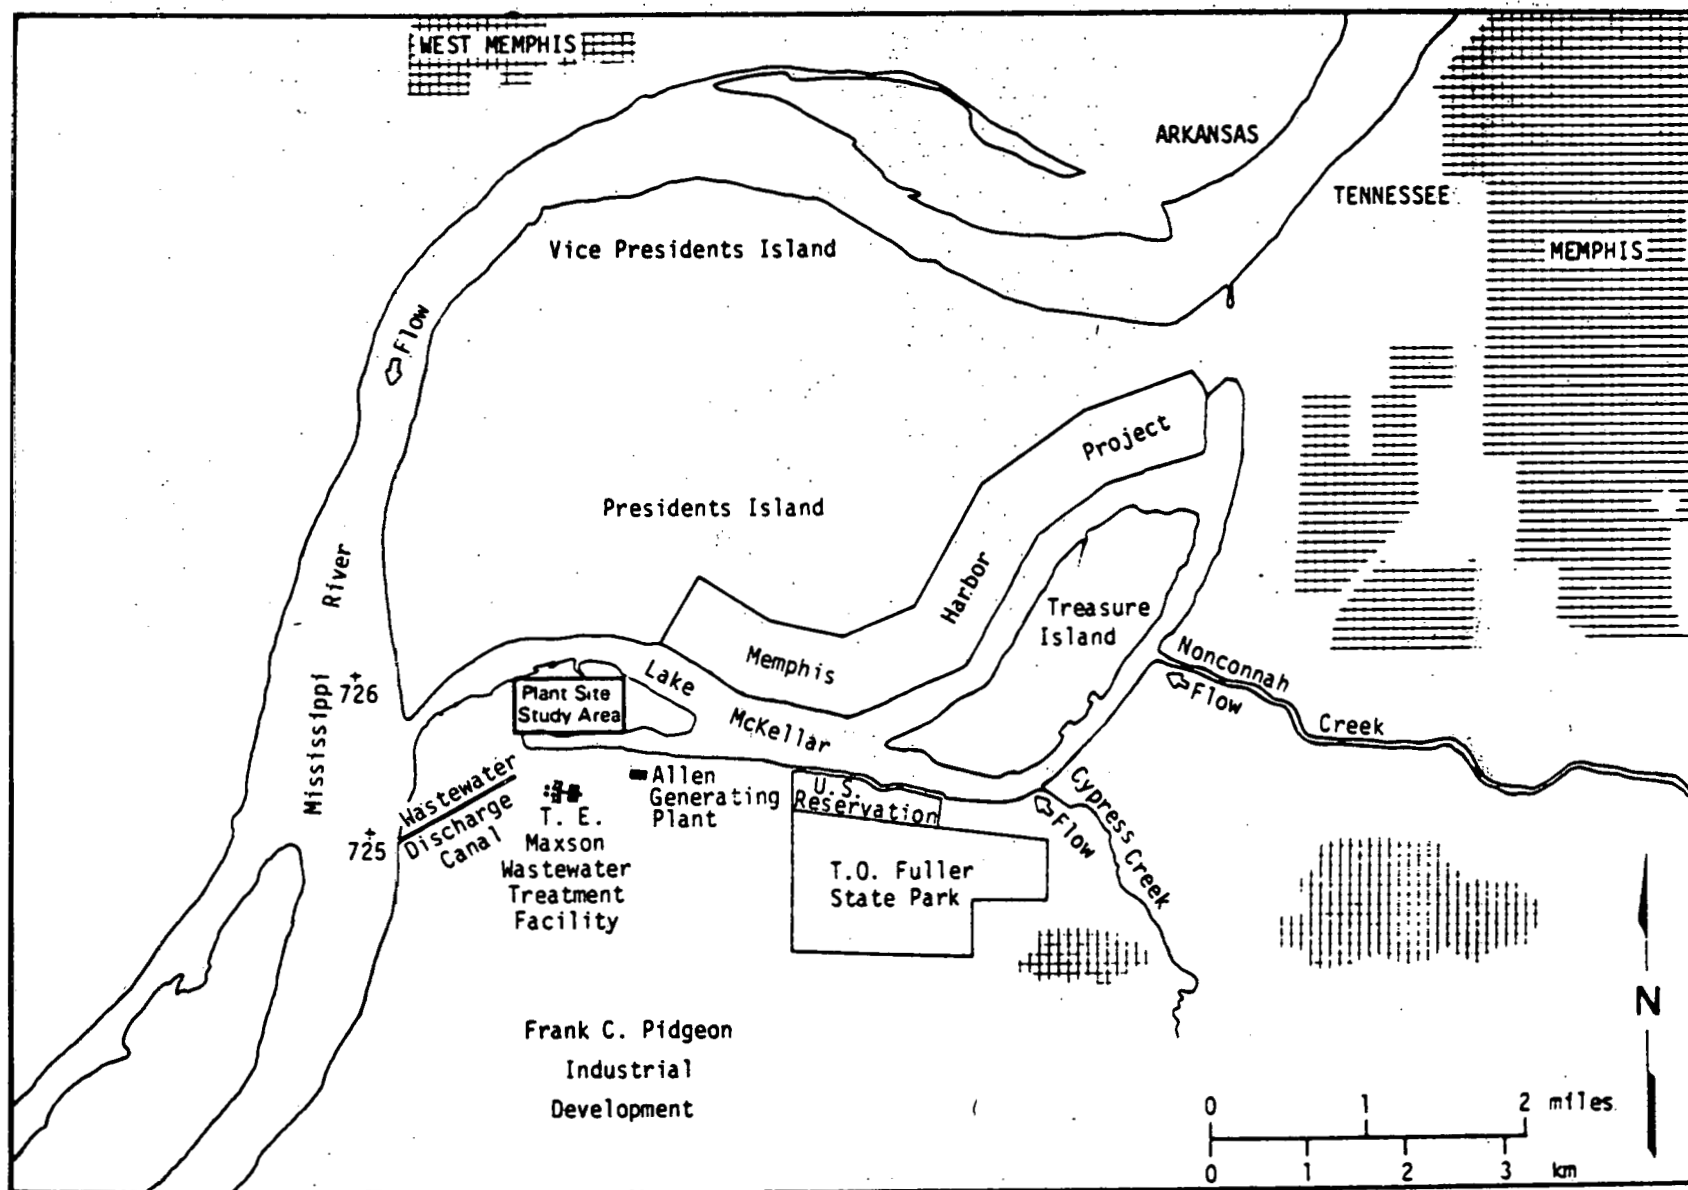 WEST MEMPHIS
ARKANSAS
TENNESSEE
MEMPHIS
Vice Presidents Island
Flow
Project
Presidents Island
River
Harbor
Treasure
Island
Memphis
Nonconnah
Creek
Flow
Lake
McKellar
726
Plant Site
Study Area
Mississippi
Wastewater
Discharge
Canal
725
T. E.
Maxson
Wastewater
Treatment
Facility
Allen
Generating
Plant
U.S.
Reservation
T.O. Fuller
State Park
Cypress Creek
Flow
Frank C. Pidgeon
Industrial
Development
N
0 1 2 miles
0 1 2 3 km